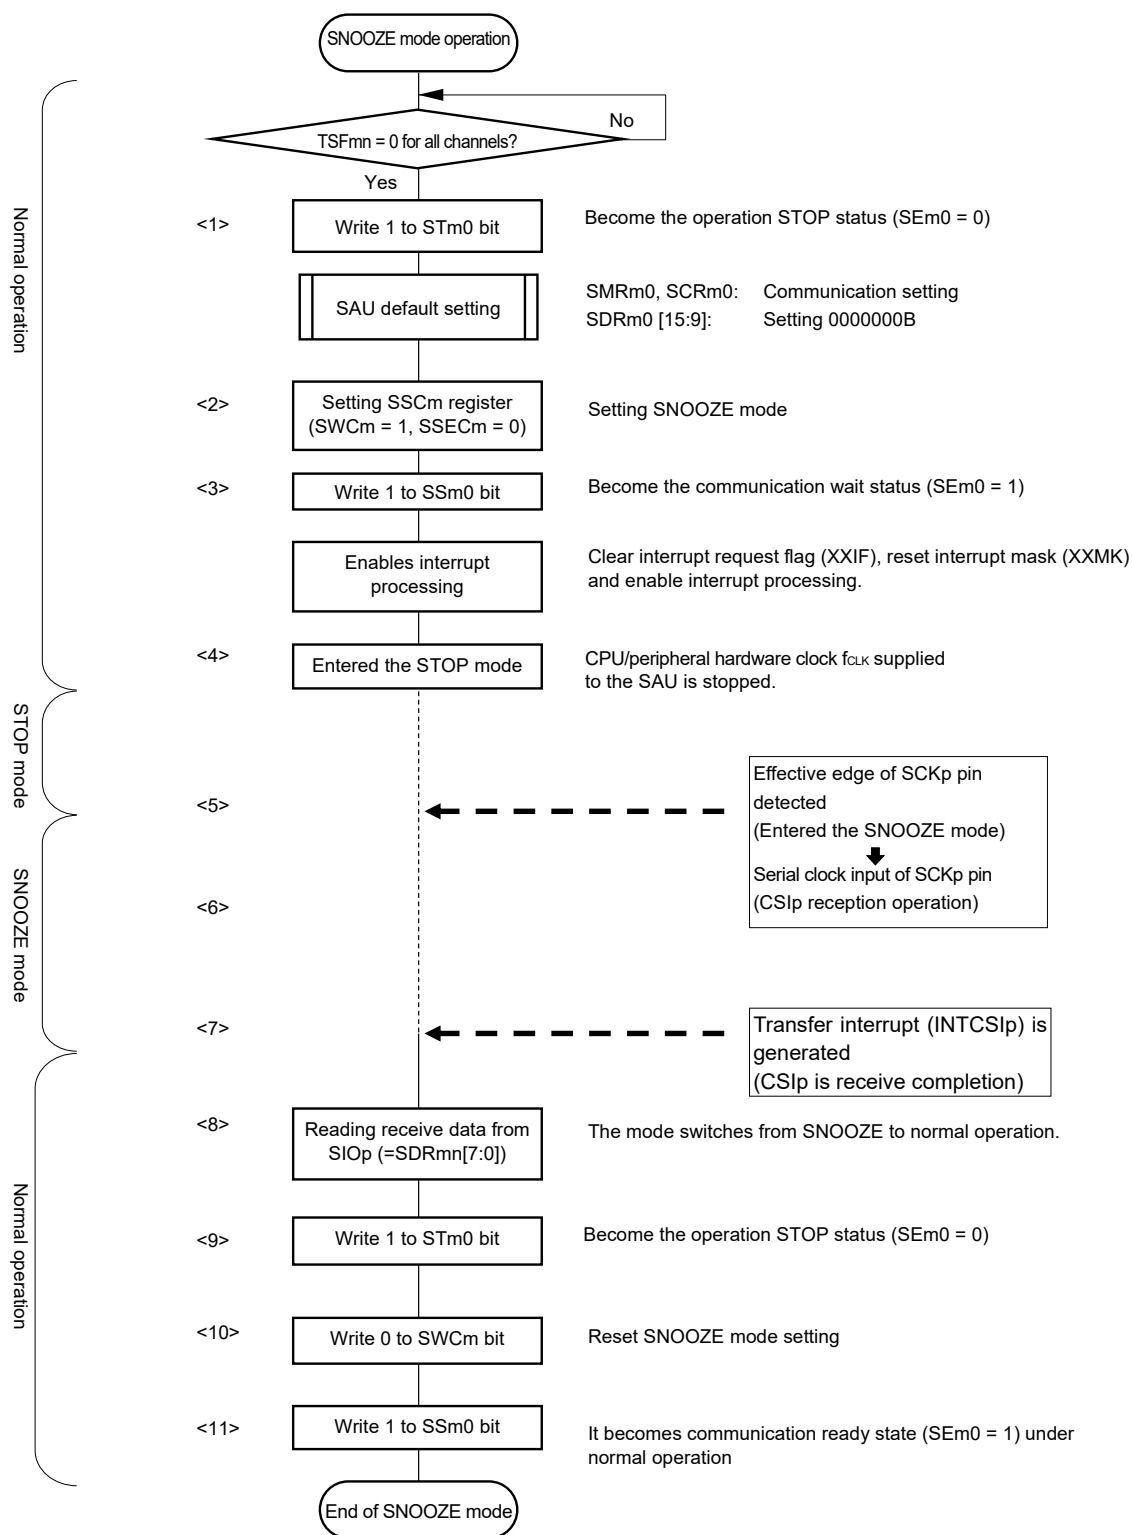 SNOOZE mode operation
No
TSFmn = 0 for all channels?
Yes
Normal operation
<1>
Write 1 to STm0 bit
Become the operation STOP status (SEm0 = 0)
SAU default setting
SMRm0, SCRm0: Communication setting
SDRm0 [15:9]: Setting 0000000B
<2>
Setting SSCm register
(SWCm = 1, SSECm = 0)
Setting SNOOZE mode
<3>
Write 1 to SSm0 bit
Become the communication wait status (SEm0 = 1)
Enables interrupt
processing
Clear interrupt request flag (XXIF), reset interrupt mask (XXMK)
and enable interrupt processing.
<4>
Entered the STOP mode
CPU/peripheral hardware clock fCLK supplied
to the SAU is stopped.
STOP mode
<5>
Effective edge of SCKp pin
detected
(Entered the SNOOZE mode)
Serial clock input of SCKp pin
(CSIp reception operation)
SNOOZE mode
<6>
<7>
Transfer interrupt (INTCSIp) is
generated
(CSIp is receive completion)
Normal operation
<8>
Reading receive data from
SIOp (=SDRmn[7:0])
The mode switches from SNOOZE to normal operation.
<9>
Write 1 to STm0 bit
Become the operation STOP status (SEm0 = 0)
<10>
Write 0 to SWCm bit
Reset SNOOZE mode setting
<11>
Write 1 to SSm0 bit
It becomes communication ready state (SEm0 = 1) under
normal operation
End of SNOOZE mode